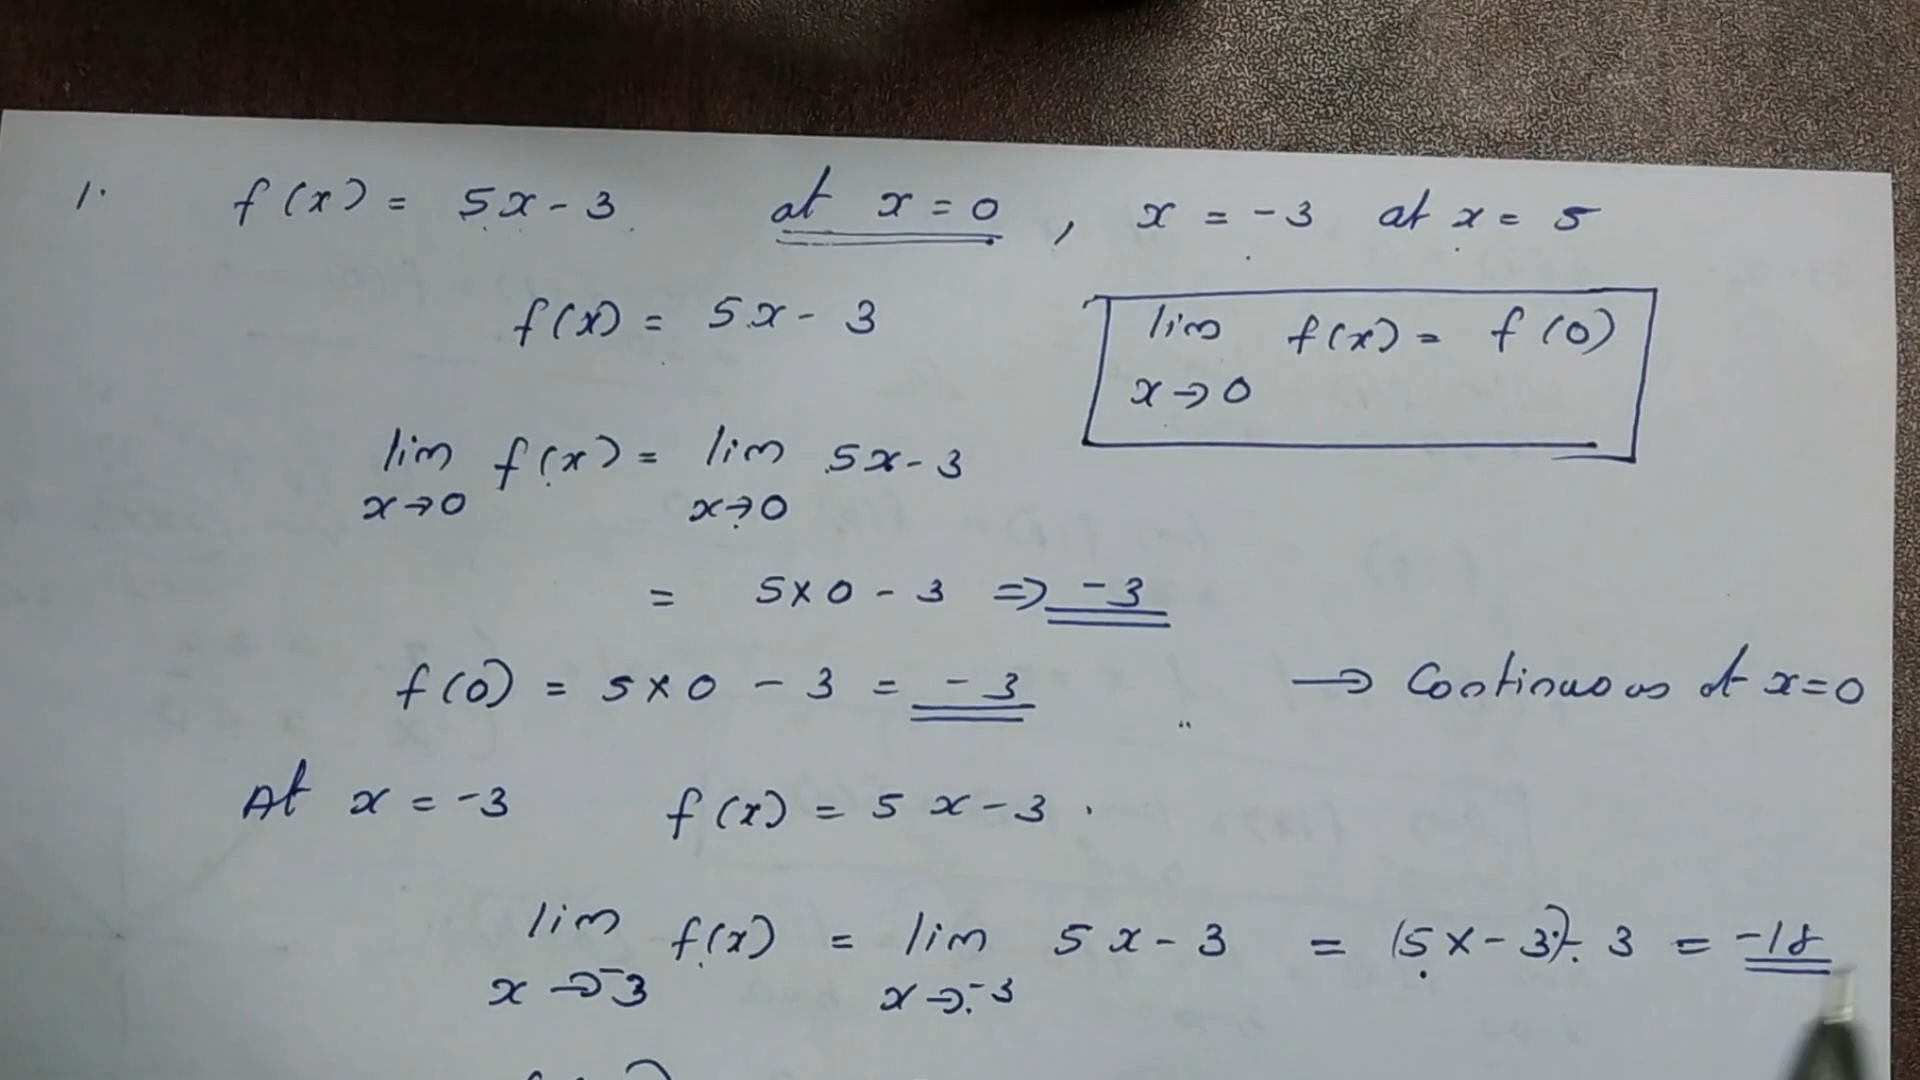 1. f(x) = 5x - 3 at x = 0 , x = -3 at x = 5
f(x) = 5x - 3
lim f(x) = f(0)
x→0
lim f(x) = lim 5x - 3
x→0 x→0
= 5×0 - 3 ⇒ -3
f(0) = 5×0 - 3 = -3 → Continuous at x=0
At x = -3 f(x) = 5x - 3 .
lim f(x) = lim 5x - 3 = (5×-3) - 3 = -18
x→-3 x→-3